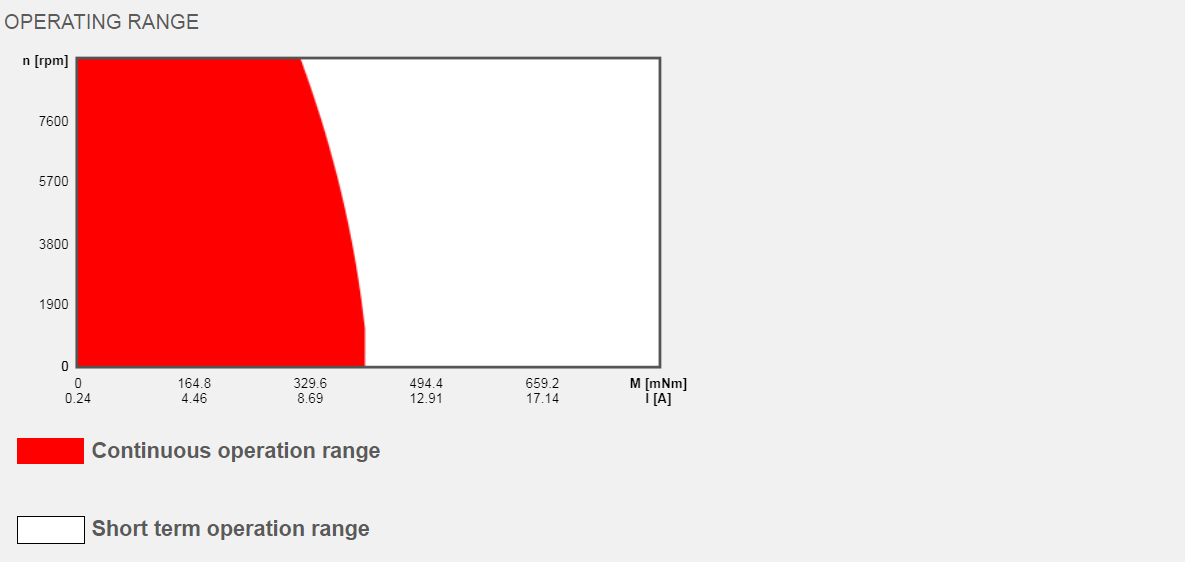 OPERATING RANGE
n [rpm]
7600
5700
3800
1900
0
0 164.8 329.6 494.4 659.2 M [mNm]
0.24 4.46 8.69 12.91 17.14 I [A]
Continuous operation range
Short term operation range